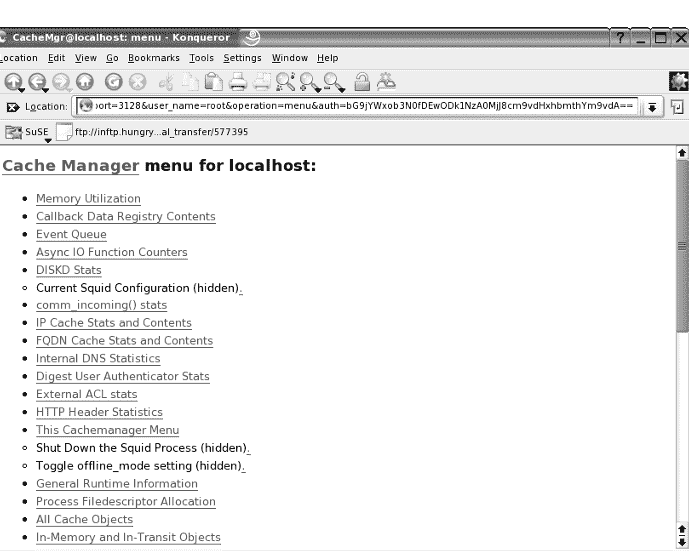 CacheMgr@localhost: menu - Konqueror
Location Edit View Go Bookmarks Tools Settings Window Help
Location: port=3128&user_name=root&operation=menu&auth=bG9jYWxob3N0fDEwODk1NzA0MjJ8cm9vdHxhbmthYm9vdA==
SuSE ftp://inftp.hungry...al_transfer/577395
Cache Manager menu for localhost:
Memory Utilization
Callback Data Registry Contents
Event Queue
Async IO Function Counters
DISKD Stats
Current Squid Configuration (hidden).
comm_incoming() stats
IP Cache Stats and Contents
FQDN Cache Stats and Contents
Internal DNS Statistics
Digest User Authenticator Stats
External ACL stats
HTTP Header Statistics
This Cachemanager Menu
Shut Down the Squid Process (hidden).
Toggle offline_mode setting (hidden).
General Runtime Information
Process Filedescriptor Allocation
All Cache Objects
In-Memory and In-Transit Objects